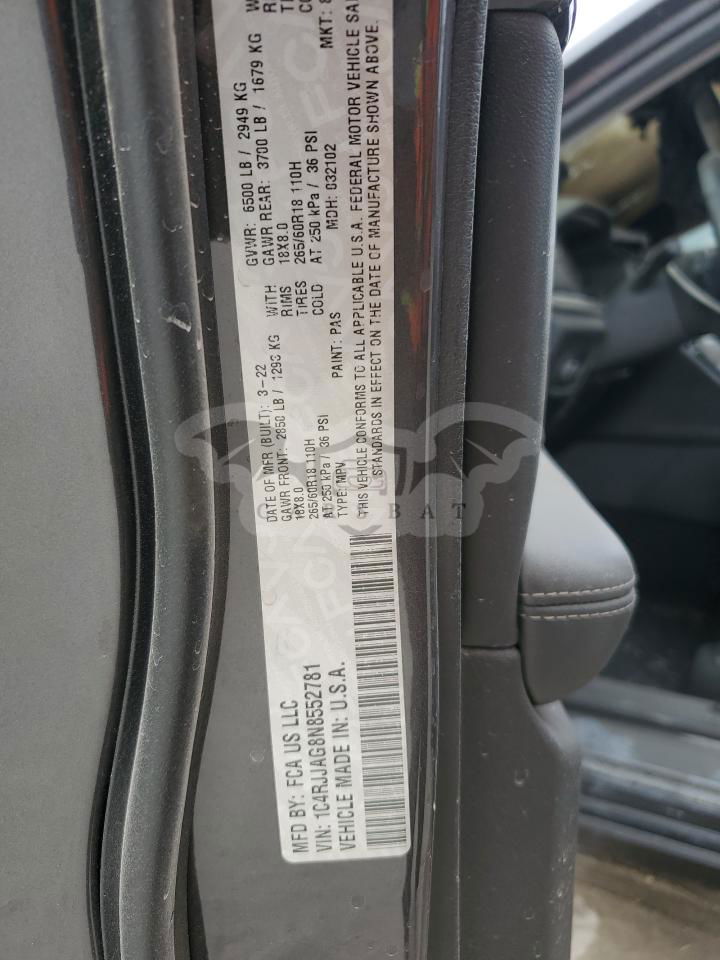 MFD BY: FCA US LLC
DATE OF MFR (BUILT): 3-22
GVWR: 6500 LB / 2949 KG
GAWR FRONT: 2850 LB / 1293 KG
WITH
GAWR REAR: 3700 LB / 1679 KG
18X8.0
RIMS
18X8.0
265/60R18 110H
TIRES
265/60R18 110H
AT 250 kPa / 36 PSI
COLD
AT 250 kPa / 36 PSI
VIN: 1C4RJJAG8N8552781
TYPE: MPV
PAINT: PAS
MDH: 032102
MKT:
VEHICLE MADE IN: U.S.A.
THIS VEHICLE CONFORMS TO ALL APPLICABLE U.S.A. FEDERAL MOTOR VEHICLE
STANDARDS IN EFFECT ON THE DATE OF MANUFACTURE SHOWN ABOVE.